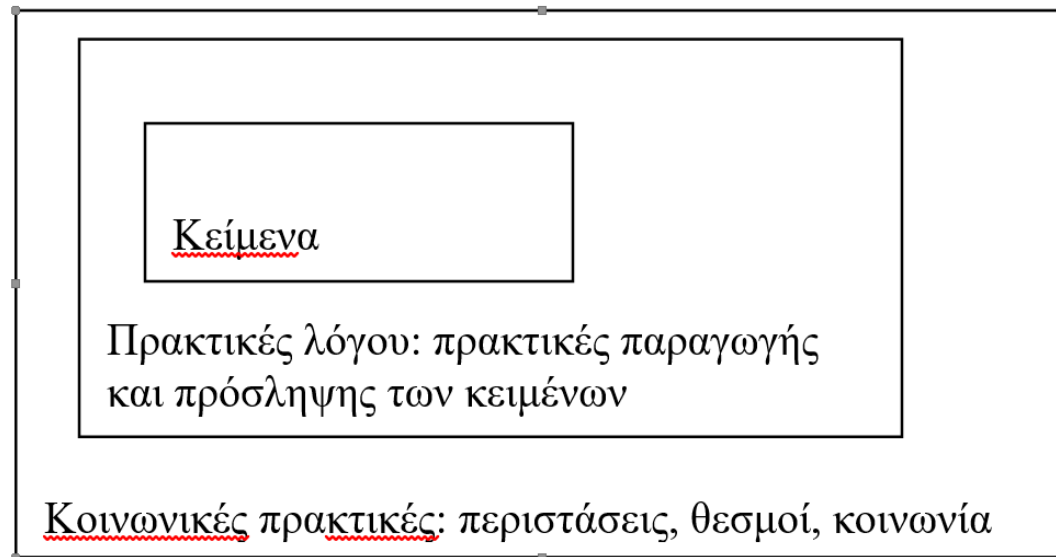 Κείμενα
Πρακτικές λόγου: πρακτικές παραγωγής
και πρόσληψης των κειμένων
Κοινωνικές πρακτικές: περιστάσεις, θεσμοί, κοινωνία